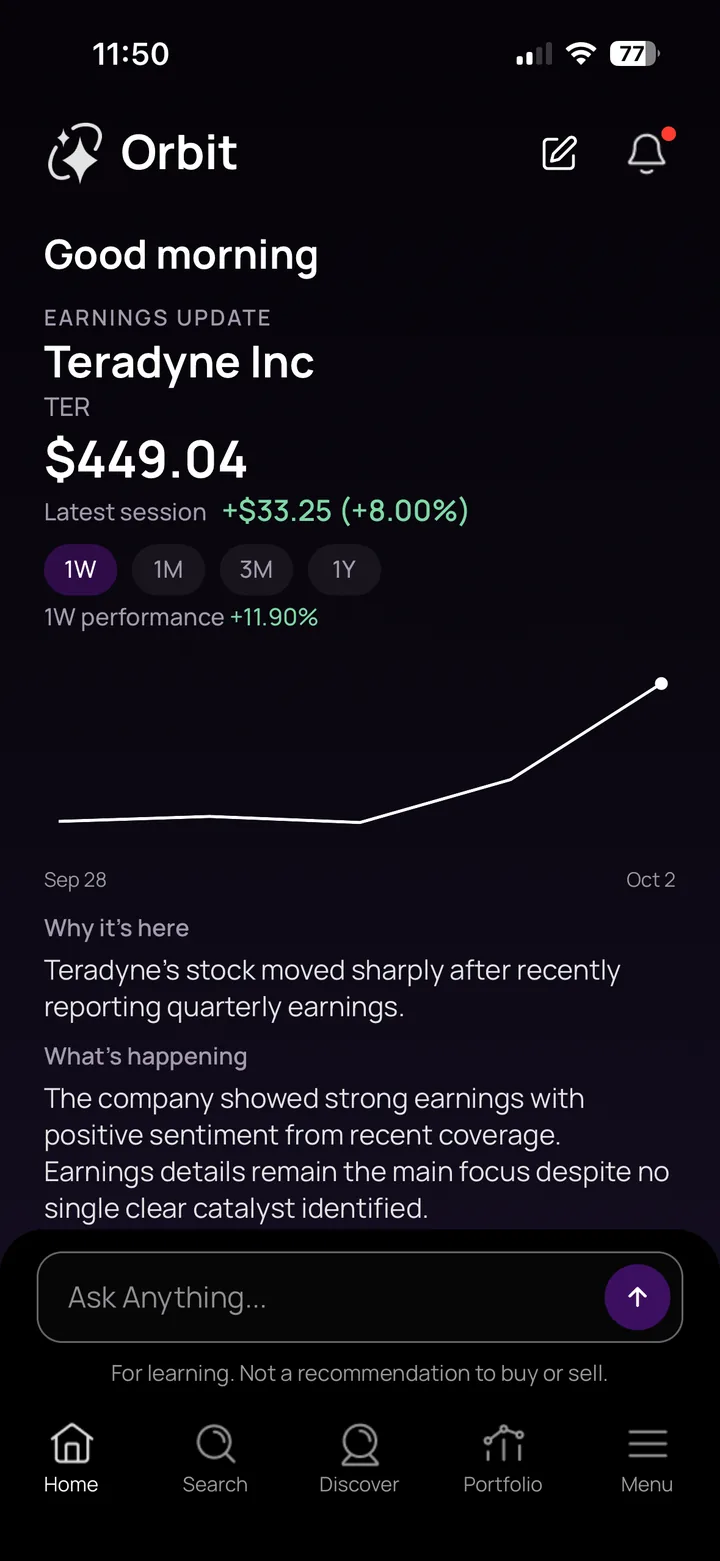 11:50
77
Orbit
Good morning
EARNINGS UPDATE
Teradyne Inc
TER
$449.04
Latest session +$33.25 (+8.00%)
1W 1M 3M 1Y
1W performance +11.90%
Sep 28 Oct 2
Why it's here
Teradyne's stock moved sharply after recently
reporting quarterly earnings.
What's happening
The company showed strong earnings with
positive sentiment from recent coverage.
Earnings details remain the main focus despite no
single clear catalyst identified.
Ask Anything...
For learning. Not a recommendation to buy or sell.
Home Search Discover Portfolio Menu